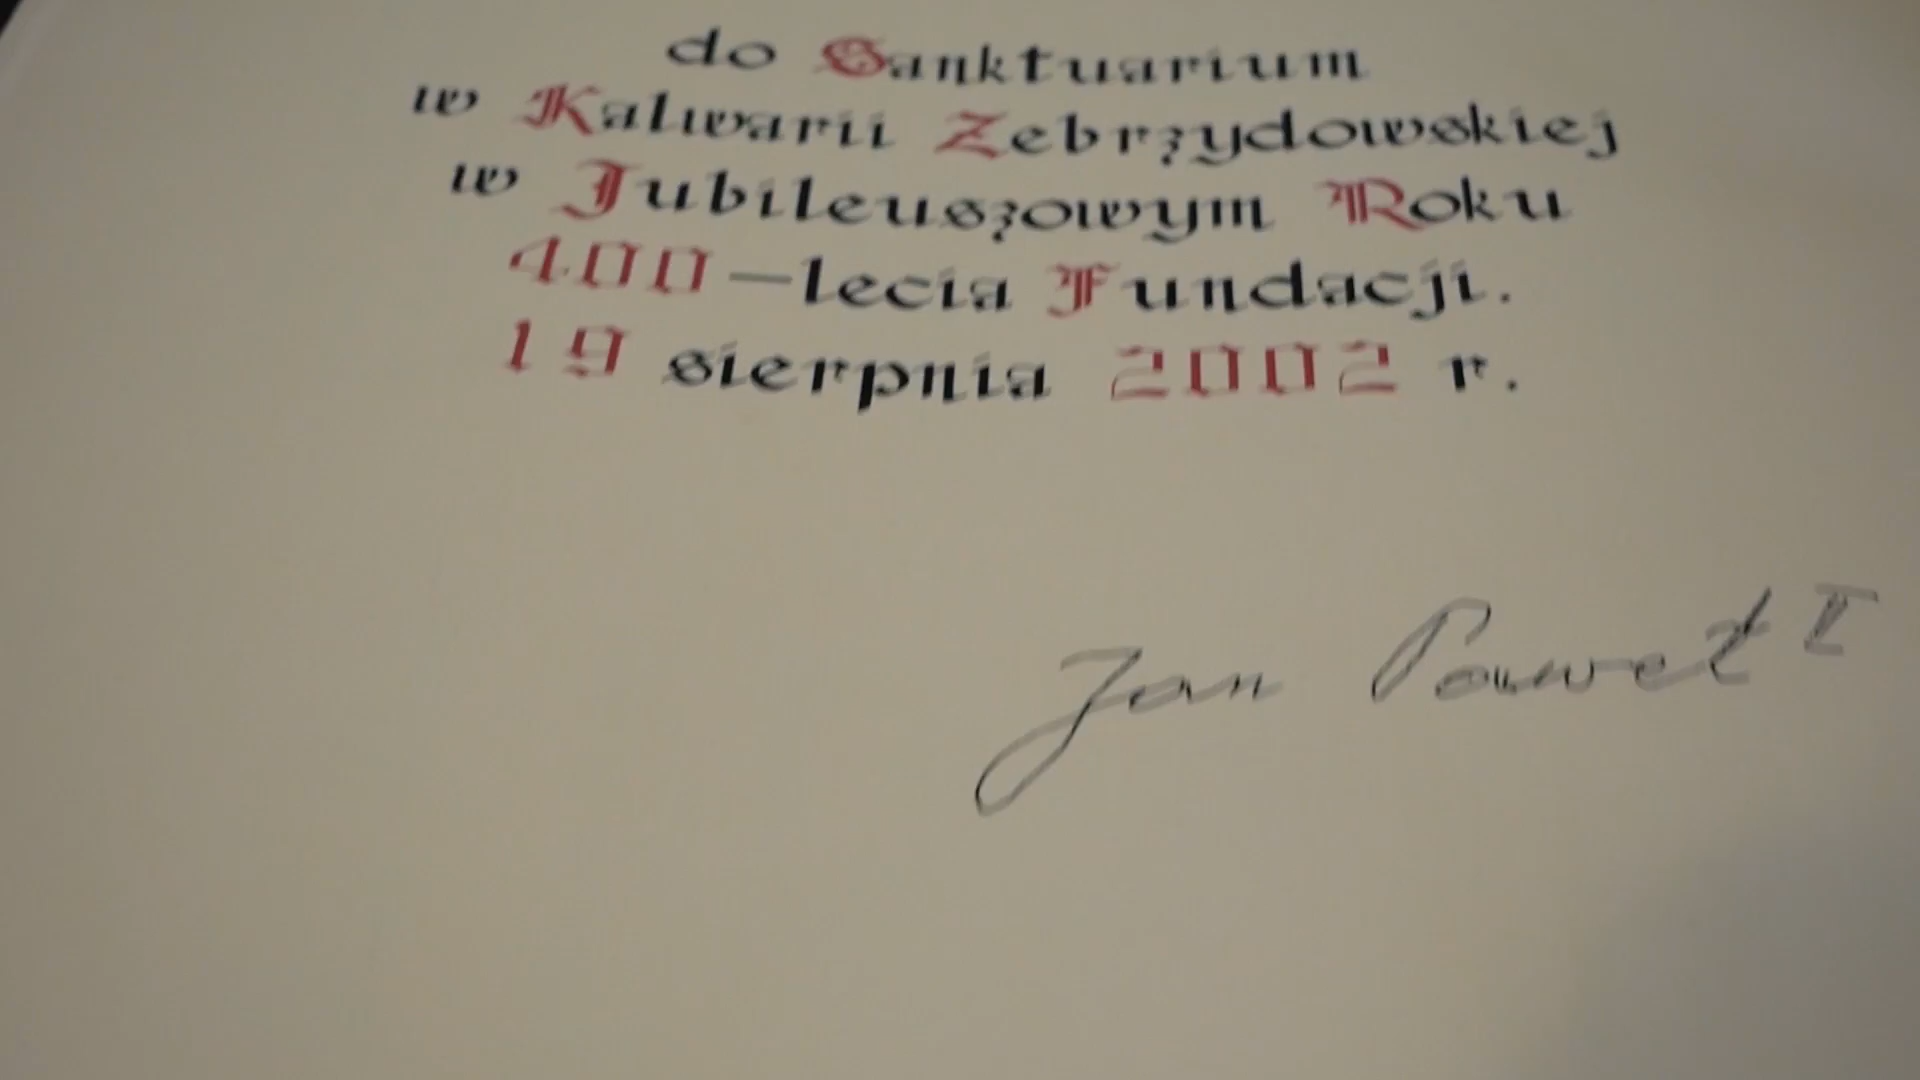 do Sanktuarium
w Kalwarii Zebrzydowskiej
w Jubileuszowym Roku
400-lecia Fundacji.
19 sierpnia 2002 r.
Jan Paweł II